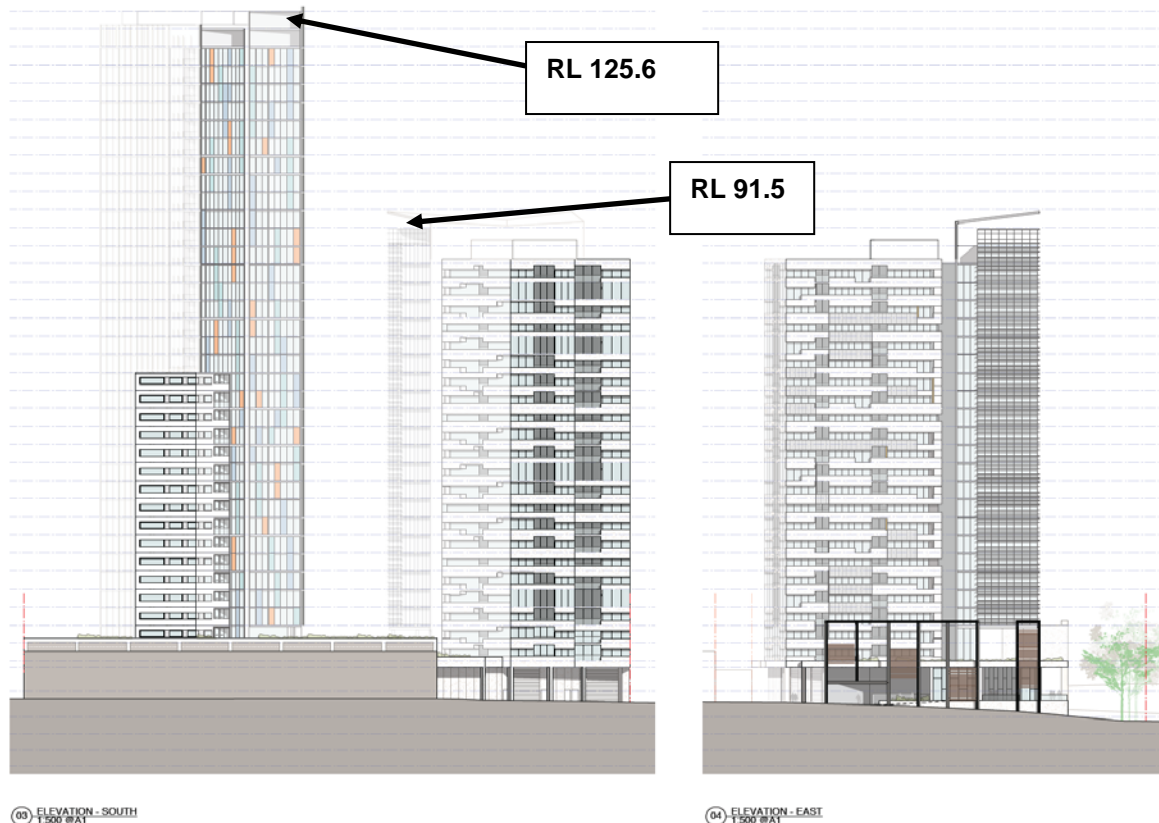 RL 125.6
RL 91.5
03 ELEVATION - SOUTH
1:500 @A1
04 ELEVATION - EAST
1:500 @A1